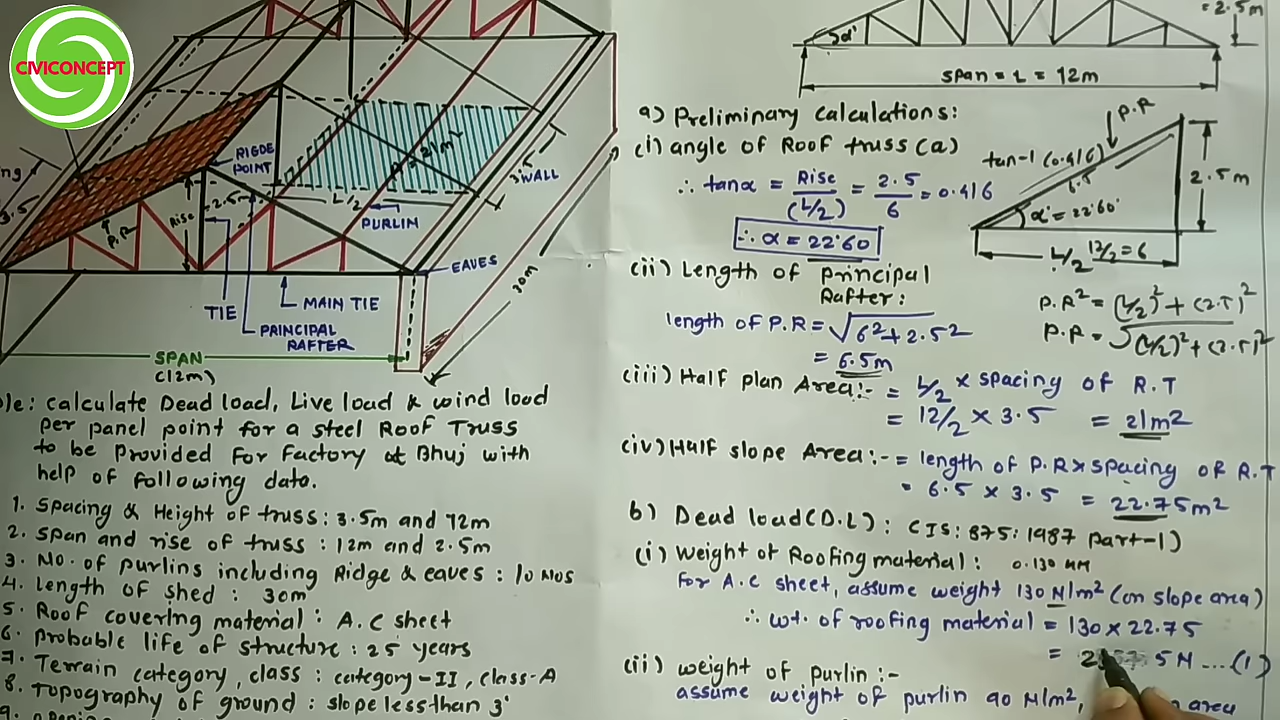 CIVICONCEPT
RIGDE
POINT
L/2
21m²
3.5
WALL
PURLIN
3.5
P.R
Rise
2.5
EAVES
30m
TIE
MAIN TIE
PRINCIPAL
RAFTER
SPAN
(12m)
calculate Dead load, Live load & wind load
per panel point for a steel Roof Truss
to be Provided for Factory at Bhuj with
help of following data.
1. Spacing & Height of truss: 3.5m and 12m
2. Span and rise of truss : 12m and 2.5m
3. No. of purlins including Ridge & eaves : 10 Nos
4. Length of shed : 30m
5. Roof covering material : A.C sheet
6. Probable life of structure : 25 years
7. Terrain category, class : category-II, class-A
8. Topography of ground : slope less than 3°
= 2.5m
α
span = L = 12m
a) Preliminary calculations:
(i) angle of Roof truss (α)
∴ tanα = Rise/(L/2) = 2.5/6 = 0.416
∴ α = 22°60
P.R
tan-1 (0.416)
6.5
2.5m
α = 22°60'
L/2 12/2=6
(ii) Length of principal
Rafter:
length of P.R = √6²+2.5²
= 6.5m
P.R² = (L/2)² + (2.5)²
P.R = √(L/2)² + (2.5)²
(iii) Half plan Area:- = L/2 × spacing of R.T
= 12/2 × 3.5 = 21m²
(iv) Half slope Area:- = length of P.R × spacing of R.T
= 6.5 × 3.5 = 22.75m²
b) Dead load (D.L) : (IS: 875: 1987 part-1)
(i) Weight of Roofing material: 0.130
For A.C sheet, assume weight 130 N/m² (on slope area)
∴ wt. of roofing material = 130 × 22.75
= 5 N ...(1)
(ii) weight of Purlin :-
assume weight of purlin 90 N/m², area